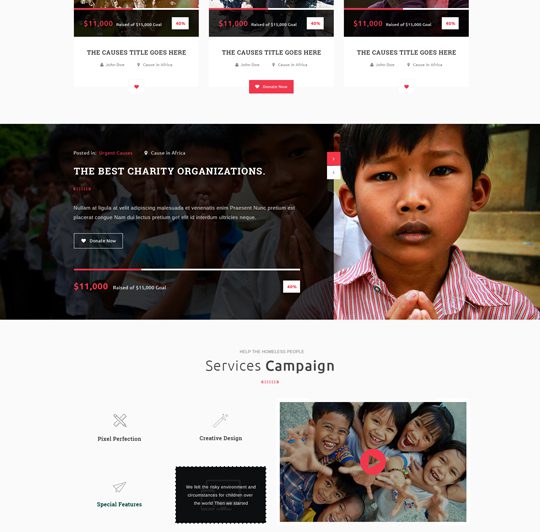 $11,000 Raised of $15,000 Goal 40%
$11,000 Raised of $15,000 Goal 40%
$11,000 Raised of $15,000 Goal 40%
THE CAUSES TITLE GOES HERE
THE CAUSES TITLE GOES HERE
THE CAUSES TITLE GOES HERE
John Doe Cause in Africa
John Doe Cause in Africa
John Doe Cause in Africa
Donate Now
Posted in: Urgent Causes Cause in Africa
THE BEST CHARITY ORGANIZATIONS.
Nullam at ligula at velit adipiscing malesuada et venenatis enim Praesent Nunc pretium est
placerat congue Nam dui lectus pretium get elit id interdum ultricies neque.
Donate Now
$11,000 Raised of $15,000 Goal 40%
HELP THE HOMELESS PEOPLE
Services Campaign
Pixel Perfection
Creative Design
Special Features
We felt the risky environment and
circumstances for children over
the world Then we started